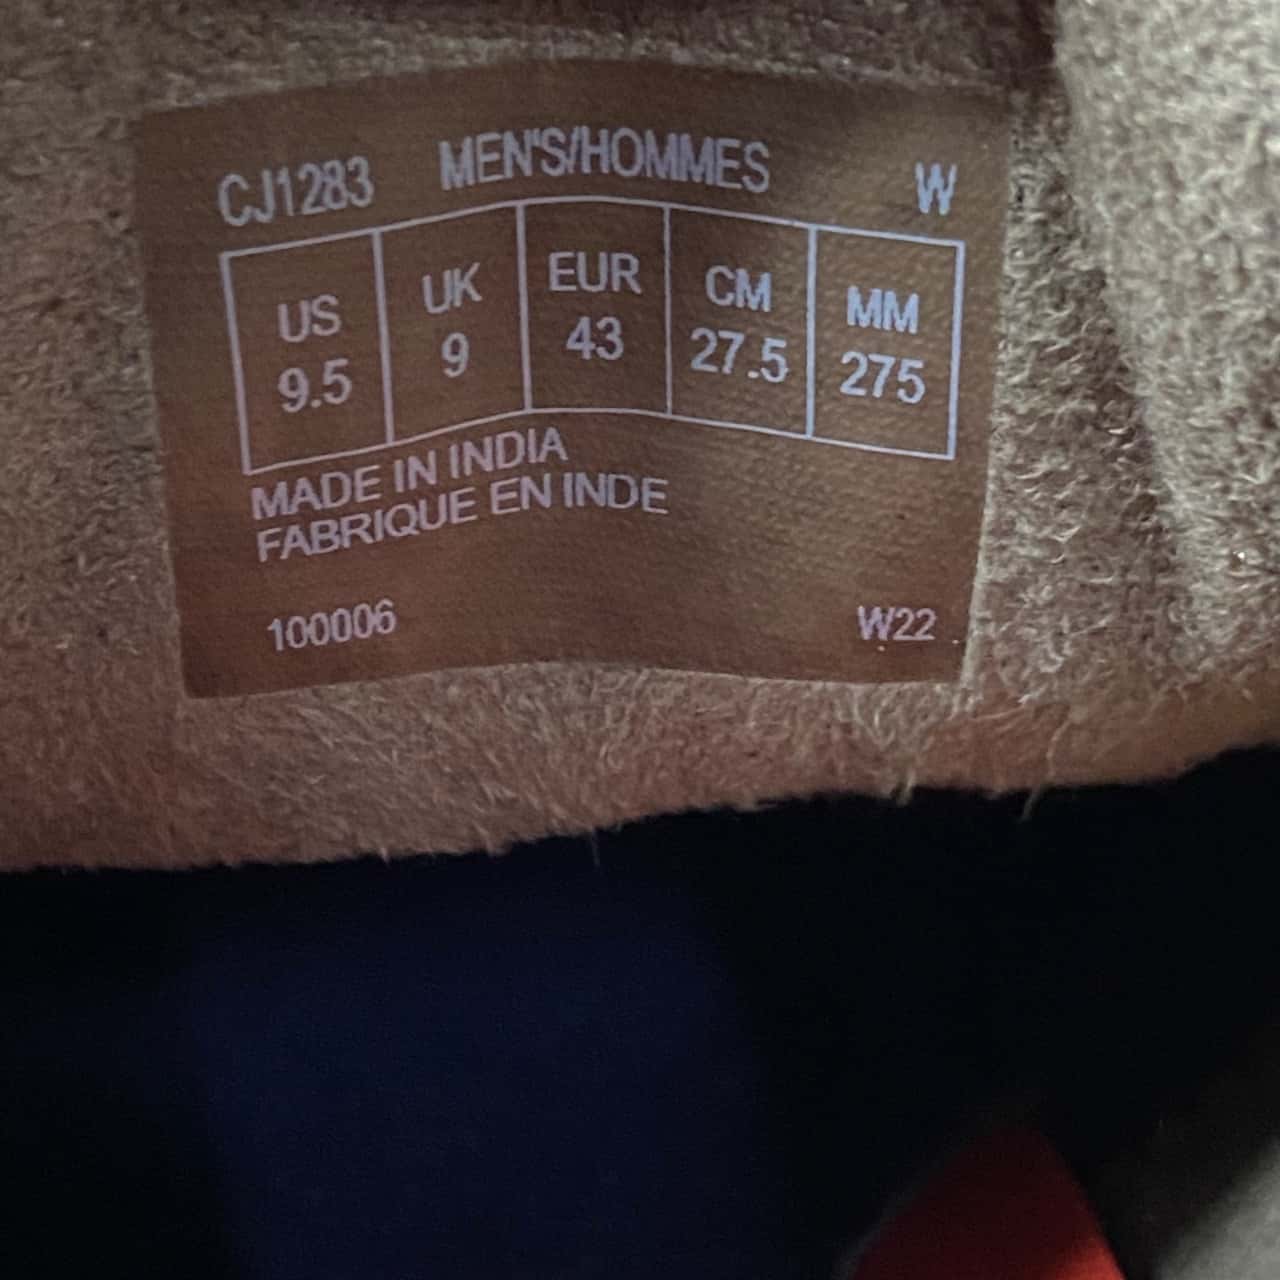 CJ1283 MEN'S/HOMMES W
US UK EUR CM MM
9.5 9 43 27.5 275
MADE IN INDIA
FABRIQUE EN INDE
100006 W22